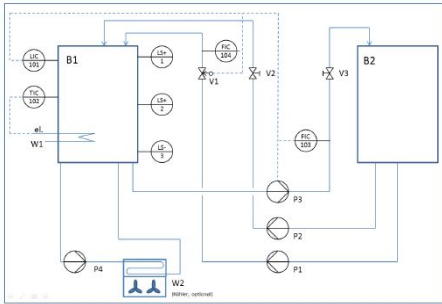 LIC
101
B1
LS+
1
FIC
104
V1
V2
V3
B2
TIC
102
LS+
2
el.
W1
LS-
3
FIC
103
P3
P2
P4
P1
W2
(Kühler, optional)